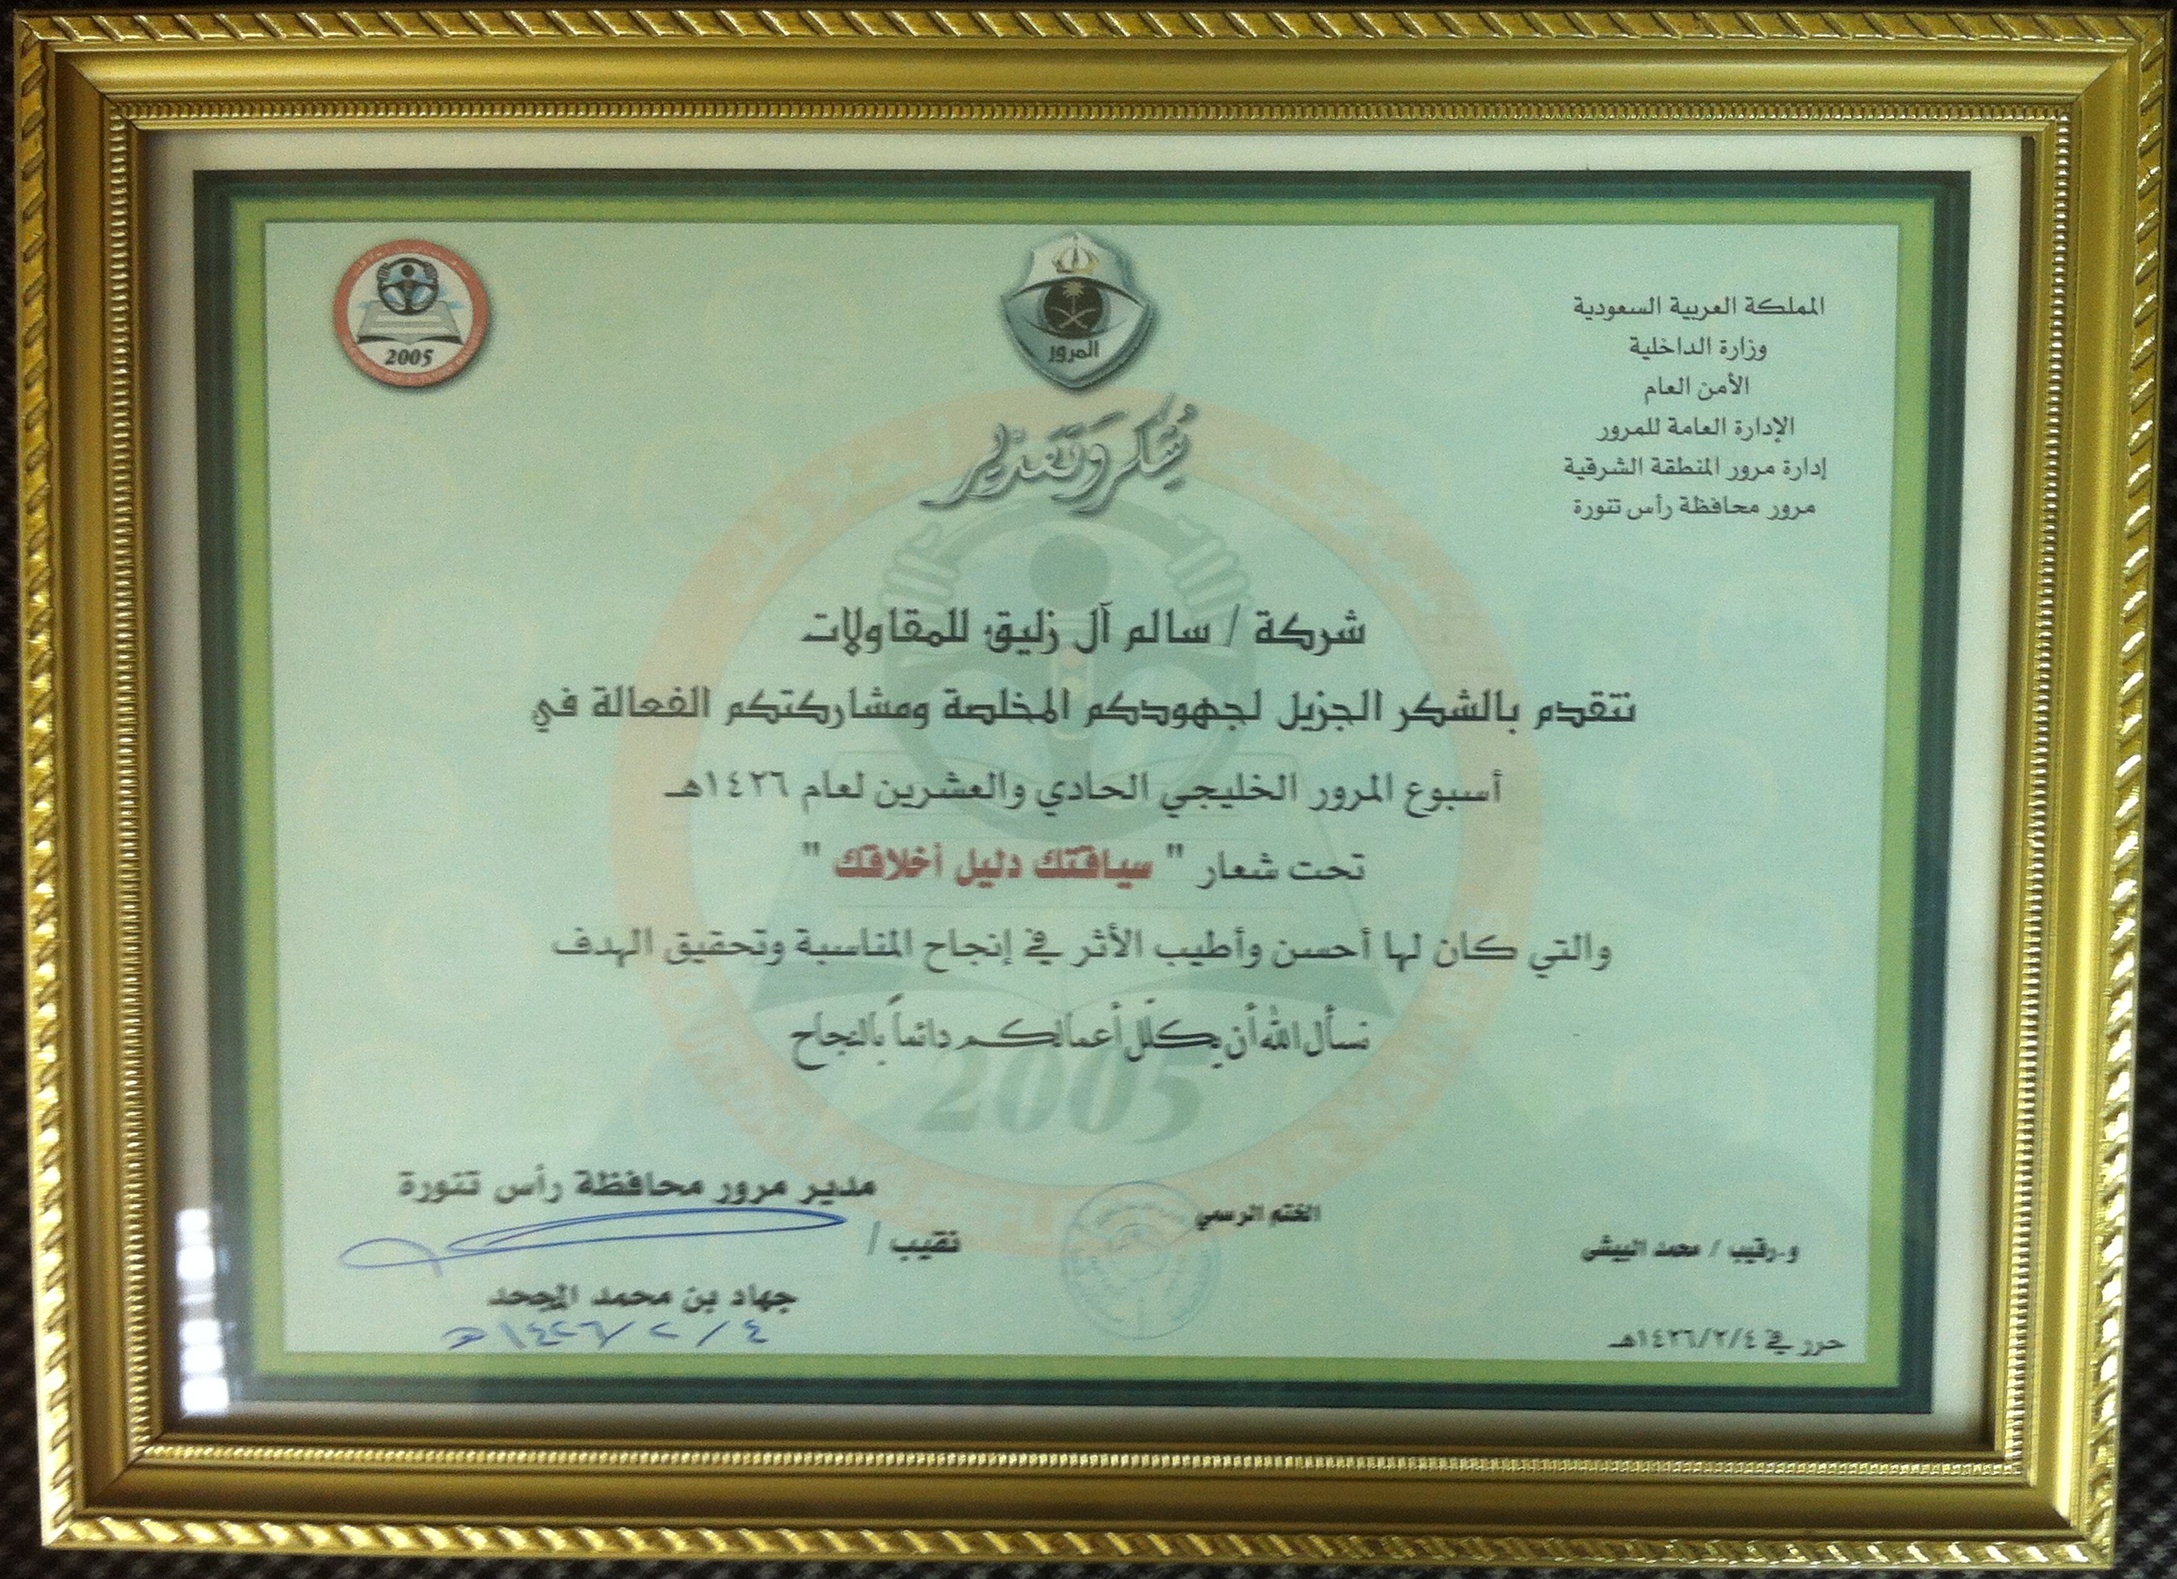 المملكة العربية السعودية
وزارة الداخلية
الأمن العام
الإدارة العامة للمرور
إدارة مرور المنطقة الشرقية
مرور محافظة رأس تنورة
2005
المرور
شكر وتقدير
شركة / سالم آل زليق للمقاولات
نتقدم بالشكر الجزيل لجهودكم المخلصة ومشاركتكم الفعالة في
أسبوع المرور الخليجي الحادي والعشرين لعام ١٤٢٦هـ
تحت شعار " سياقتك دليل أخلاقك "
والتي كان لها أحسن وأطيب الأثر في إنجاح المناسبة وتحقيق الهدف
نسأل الله أن يكلّل أعمالكم دائماً بالنجاح
2005
مدير مرور محافظة رأس تنورة
نقيب /
جهاد بن محمد
٤ / ٢ / ١٤٢٦هـ
الختم الرسمي
و.رقيب / محمد البيشي
حرر في ١٤٢٦/٢/٤هـ